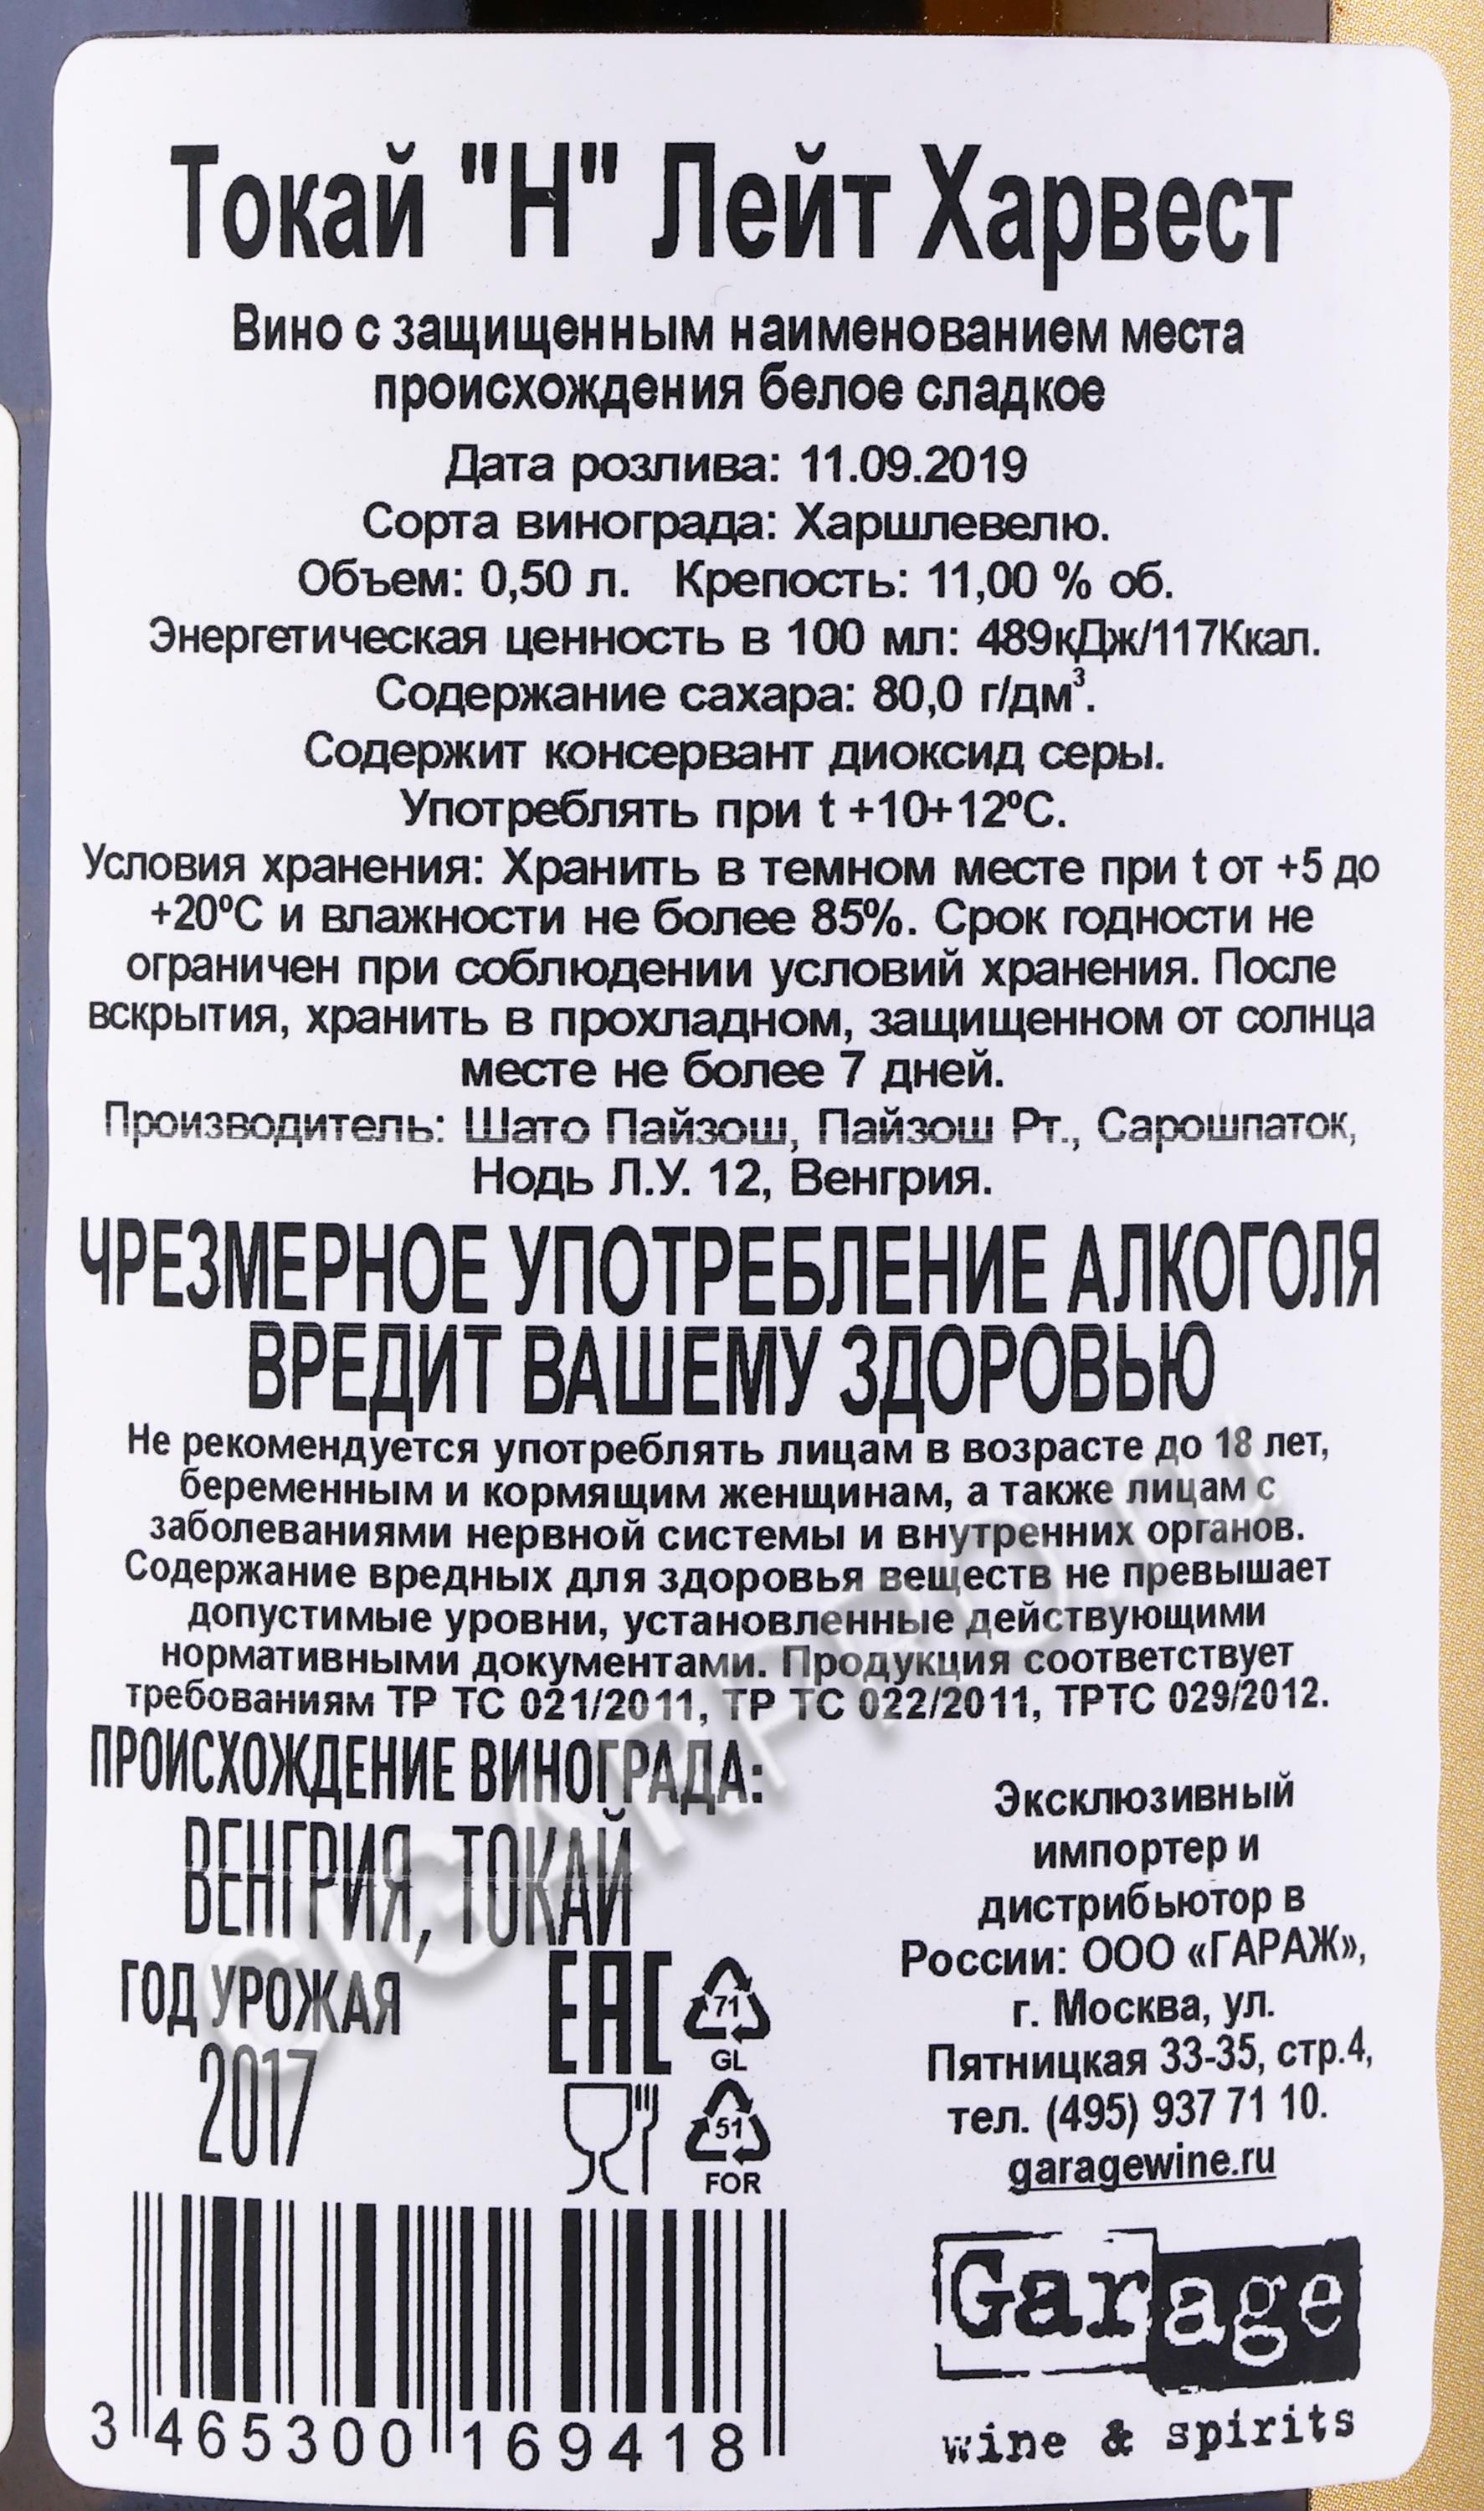 Токай "Н" Лейт Харвест
Вино с защищенным наименованием места
происхождения белое сладкое
Дата розлива: 11.09.2019
Сорта винограда: Харшлевелю.
Объем: 0,50 л. Крепость: 11,00 % об.
Энергетическая ценность в 100 мл: 489кДж/117Ккал.
Содержание сахара: 80,0 г/дм³.
Содержит консервант диоксид серы.
Употреблять при t +10+12ºС.
Условия хранения: Хранить в темном месте при t от +5 до
+20ºС и влажности не более 85%. Срок годности не
ограничен при соблюдении условий хранения. После
вскрытия, хранить в прохладном, защищенном от солнца
месте не более 7 дней.
Производитель: Шато Пайзош, Пайзош Рт., Сарошпаток,
Нодь Л.У. 12, Венгрия.
ЧРЕЗМЕРНОЕ УПОТРЕБЛЕНИЕ АЛКОГОЛЯ
ВРЕДИТ ВАШЕМУ ЗДОРОВЬЮ
Не рекомендуется употреблять лицам в возрасте до 18 лет,
беременным и кормящим женщинам, а также лицам с
заболеваниями нервной системы и внутренних органов.
Содержание вредных для здоровья веществ не превышает
допустимые уровни, установленные действующими
нормативными документами. Продукция соответствует
требованиям ТР ТС 021/2011, ТР ТС 022/2011, ТРТС 029/2012.
ПРОИСХОЖДЕНИЕ ВИНОГРАДА:
ВЕНГРИЯ, ТОКАЙ
ГОД УРОЖАЯ
2017
EAC
71
GL
51
FOR
3 465300 169418
Эксклюзивный
импортер и
дистрибьютор в
России: ООО «ГАРАЖ»,
г. Москва, ул.
Пятницкая 33-35, стр.4,
тел. (495) 937 71 10.
garagewine.ru
Garage
wine & spirits
CIGARPRO.ru